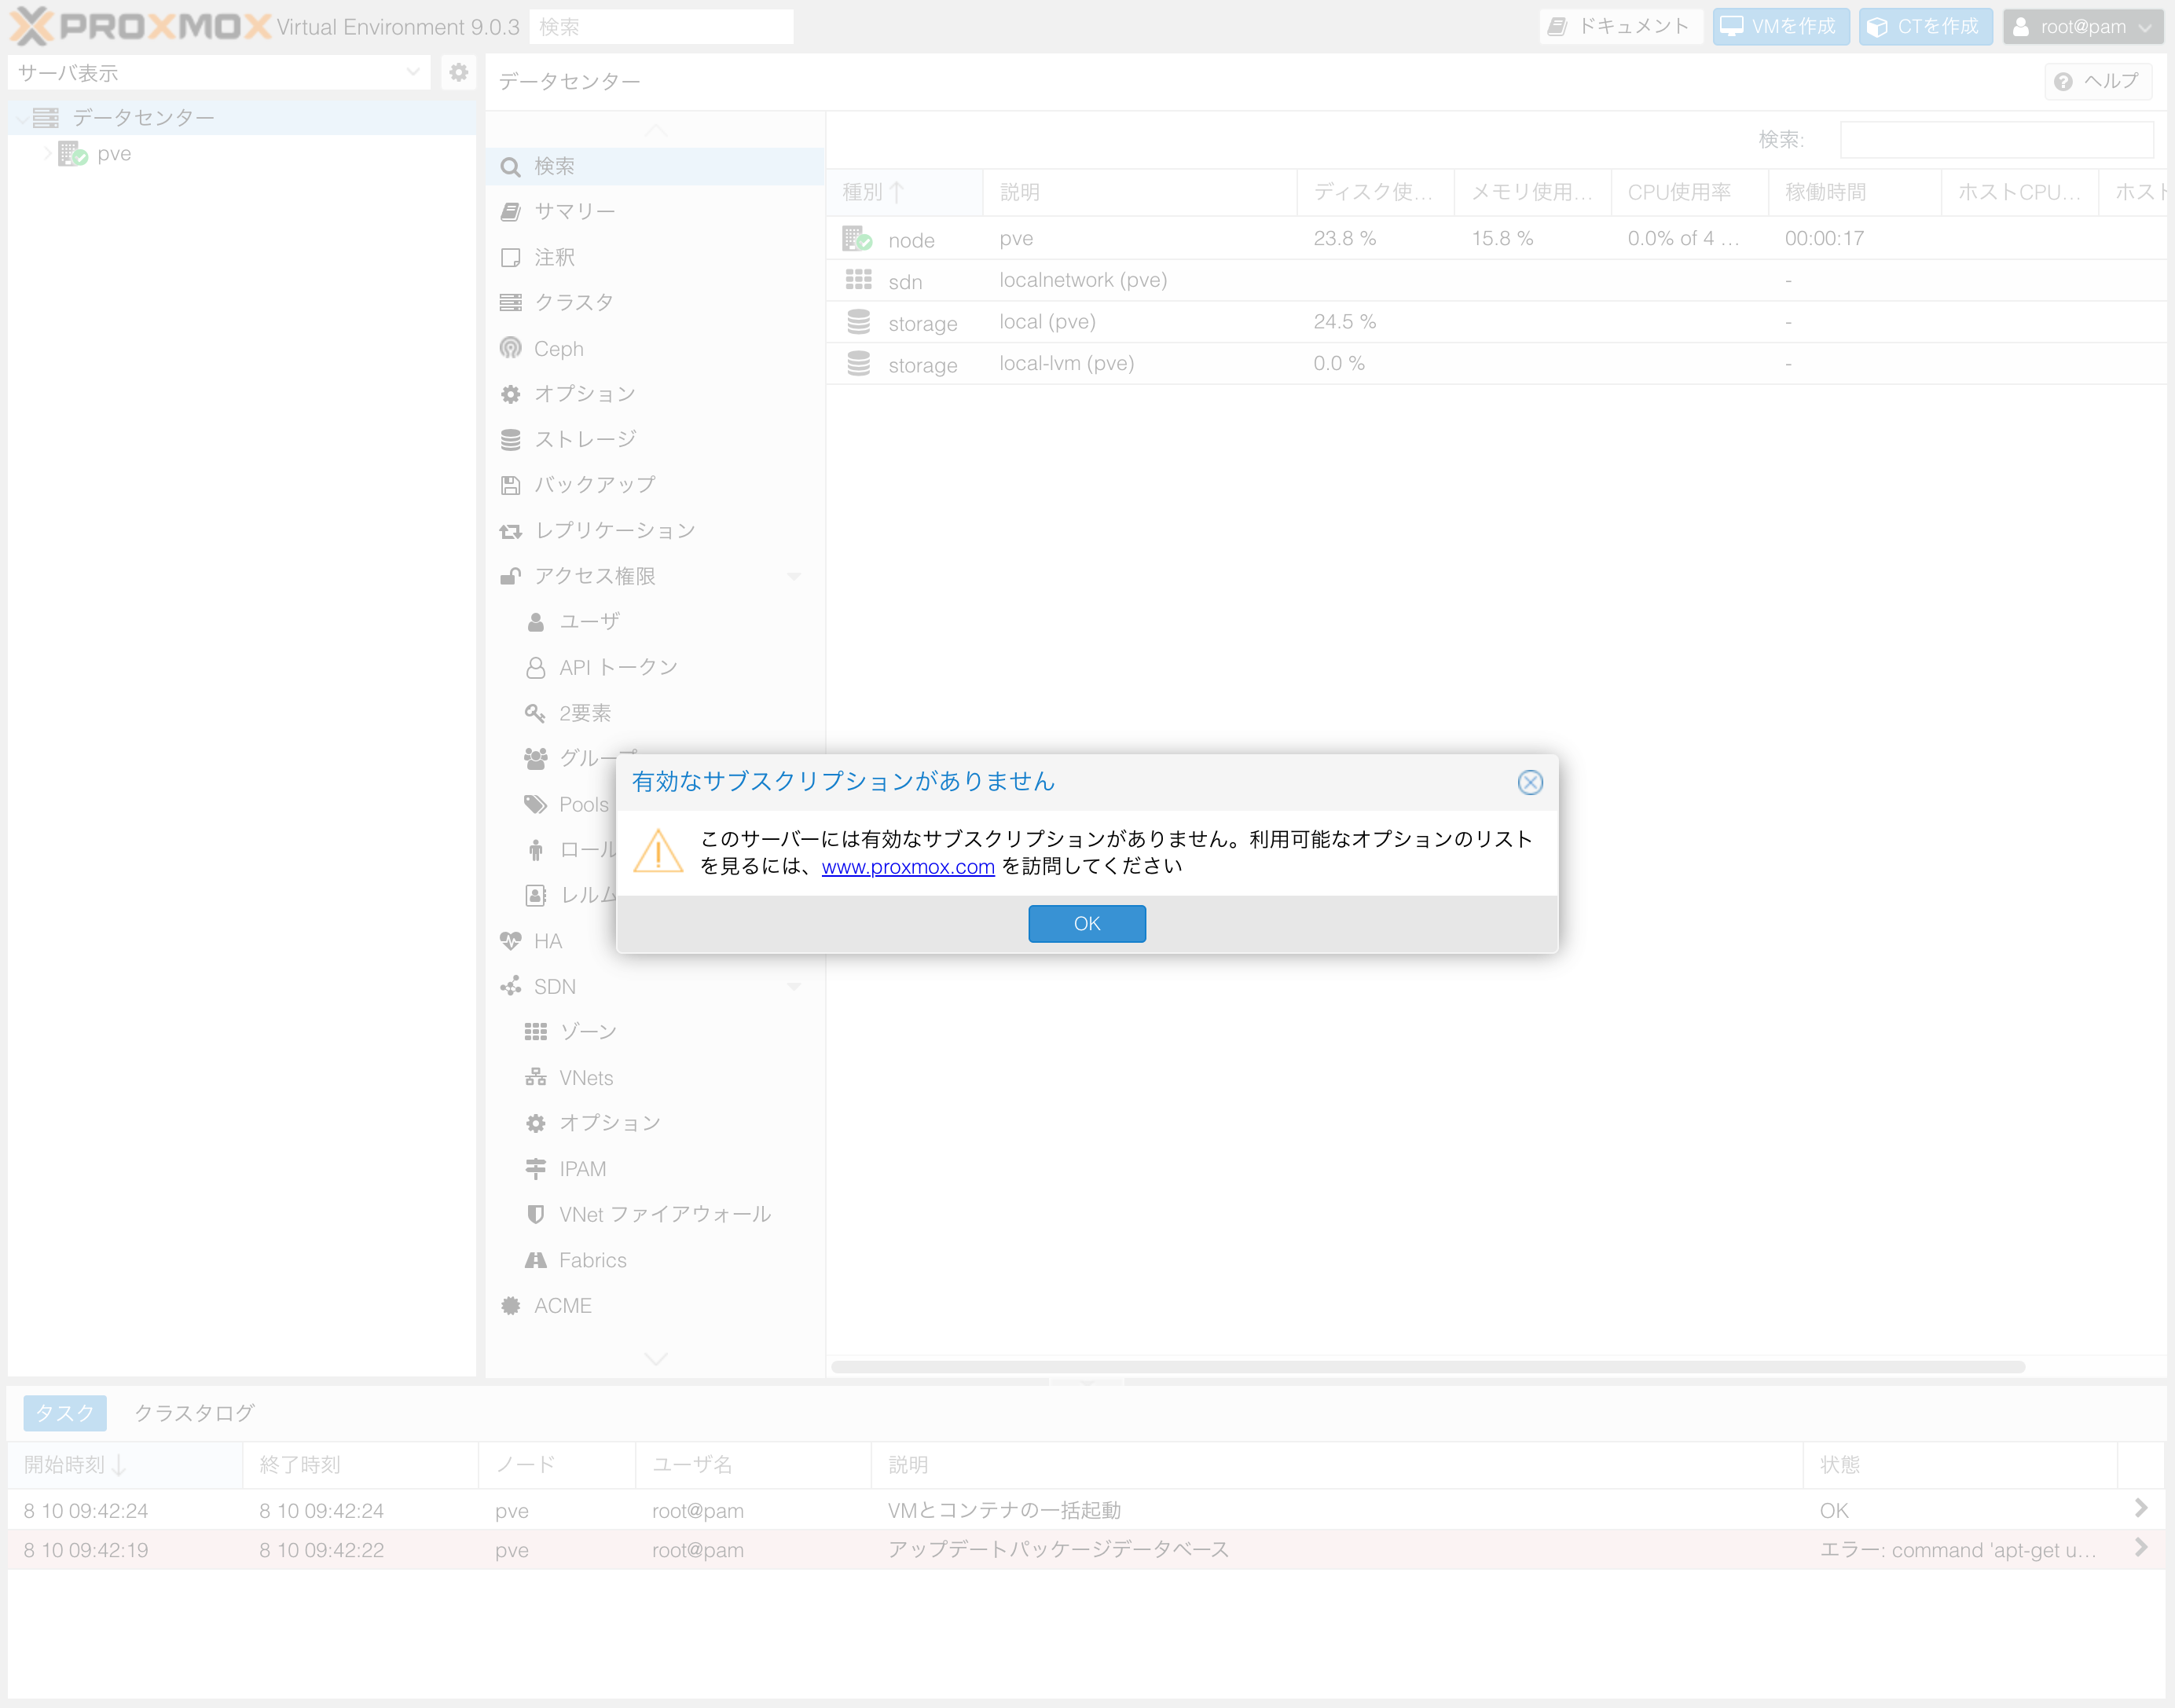 PROXMOX Virtual Environment 9.0.3 検索 ドキュメント VMを作成 CTを作成 root@pam
サーバ表示
データセンター
pve
データセンター ヘルプ
検索
サマリー
注釈
クラスタ
Ceph
オプション
ストレージ
バックアップ
レプリケーション
アクセス権限
ユーザ
API トークン
2要素
グループ
Pools
ロール
レルム
HA
SDN
ゾーン
VNets
オプション
IPAM
VNet ファイアウォール
Fabrics
ACME
検索:
種別 説明 ディスク使... メモリ使用... CPU使用率 稼働時間 ホストCPU... ホスト
node pve 23.8 % 15.8 % 0.0% of 4 ... 00:00:17
sdn localnetwork (pve) -
storage local (pve) 24.5 % -
storage local-lvm (pve) 0.0 % -
有効なサブスクリプションがありません
このサーバーには有効なサブスクリプションがありません。利用可能なオプションのリスト
を見るには、www.proxmox.com を訪問してください
OK
タスク クラスタログ
開始時刻 終了時刻 ノード ユーザ名 説明 状態
8 10 09:42:24 8 10 09:42:24 pve root@pam VMとコンテナの一括起動 OK
8 10 09:42:19 8 10 09:42:22 pve root@pam アップデートパッケージデータベース エラー: command 'apt-get u...